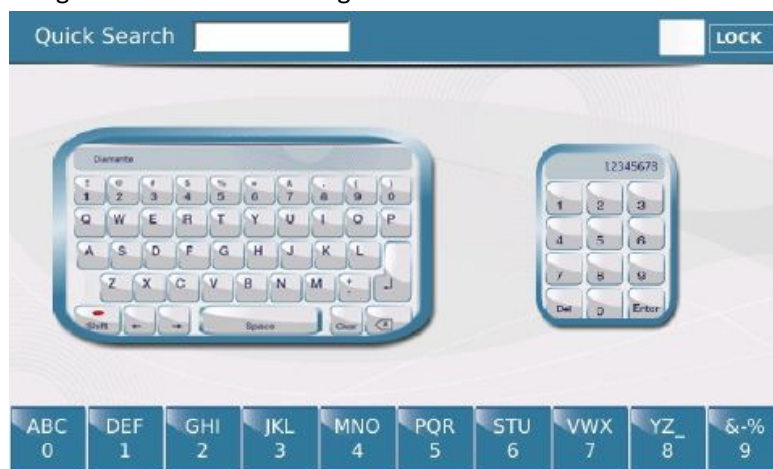 Quick Search
LOCK
Diamante
12345678
1 2 3 4 5 6 7 8 9 0
1 2 3
Q W E R T Y U I O P
4 5 6
A S D F G H J K L
7 8 9
Z X C V B N M
Del 0 Enter
Shift ← → Space Clear
ABC DEF GHI JKL MNO PQR STU VWX YZ_ &-%
0 1 2 3 4 5 6 7 8 9